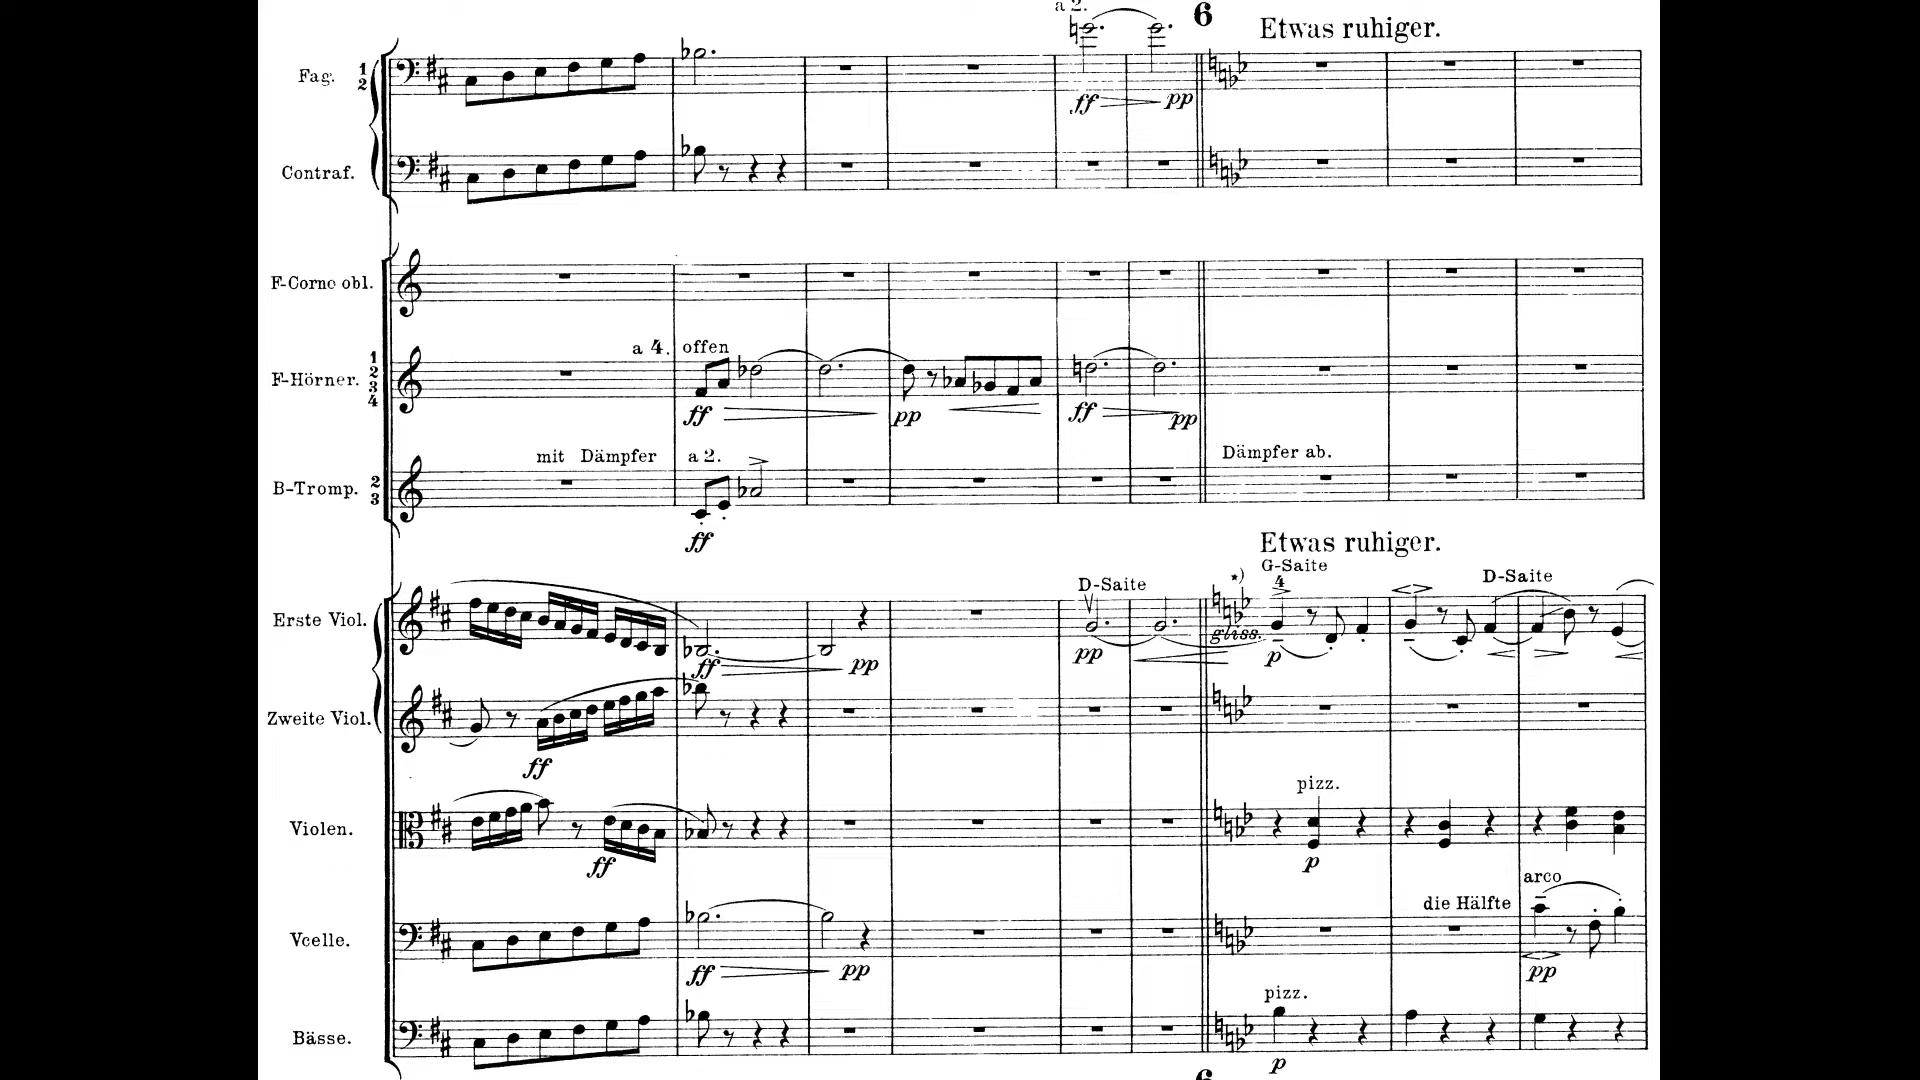 a 2.
6
Etwas ruhiger.
Fag. 1 2
ff pp
Contraf.
F-Corno obl.
a 4. offen
F-Hörner. 1 2 3 4
ff pp ff pp
mit Dämpfer a 2. Dämpfer ab.
B-Tromp. 2 3
ff
Etwas ruhiger.
G-Saite
D-Saite *) 4 D-Saite
Erste Viol.
gliss.
ff pp pp p
Zweite Viol.
ff
pizz.
Violen.
ff p
arco
die Hälfte
Vcelle.
ff pp pp
pizz.
Bässe.
p